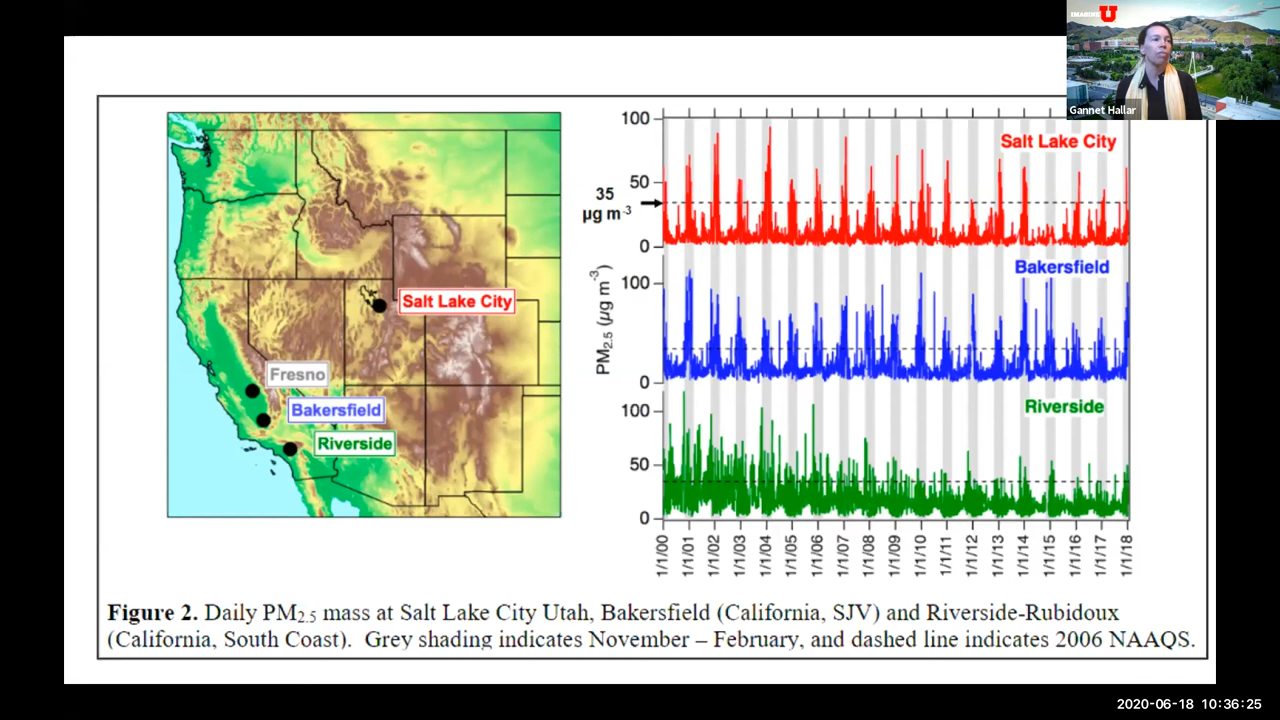 IMAGINE U
Gannet Hallar
Salt Lake City
Fresno
Bakersfield
Riverside
35
µg m-3
PM2.5 (µg m-3)
100
50
0
Salt Lake City
100
0
Bakersfield
100
50
0
Riverside
1/1/00
1/1/01
1/1/02
1/1/03
1/1/04
1/1/05
1/1/06
1/1/07
1/1/08
1/1/09
1/1/10
1/1/11
1/1/12
1/1/13
1/1/14
1/1/15
1/1/16
1/1/17
1/1/18
Figure 2. Daily PM2.5 mass at Salt Lake City Utah, Bakersfield (California, SJV) and Riverside-Rubidoux
(California, South Coast). Grey shading indicates November – February, and dashed line indicates 2006 NAAQS.
2020-06-18 10:36:25